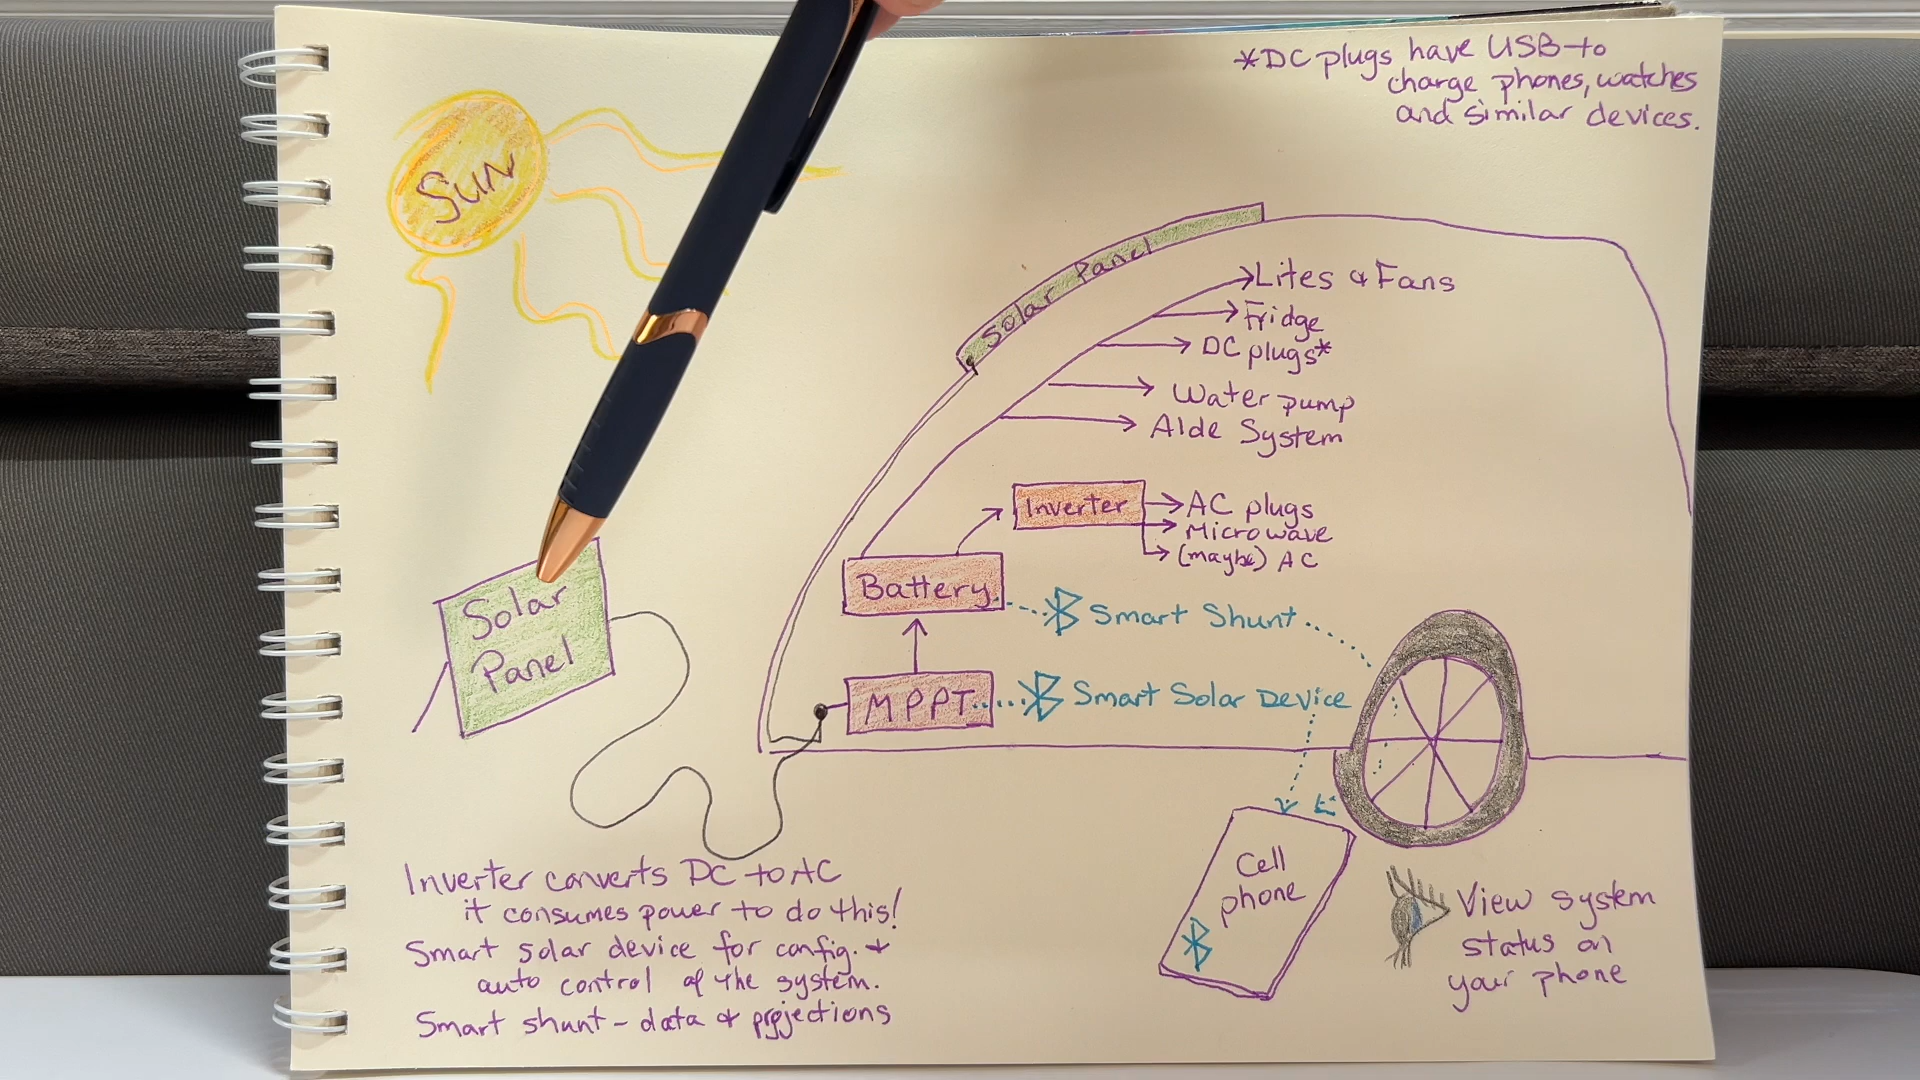 *DC plugs have USB to
charge phones, watches
and similar devices.
Sun
Solar Panel
Lites & Fans
Fridge
DC plugs*
Water pump
Alde System
Inverter
AC plugs
Microwave
(maybe) AC
Battery
Smart Shunt
Solar
Panel
MPPT
Smart Solar Device
Cell
phone
View system
status on
your phone
Inverter converts DC to AC
it consumes power to do this!
Smart solar device for config. +
auto control of the system.
Smart shunt - data & projections